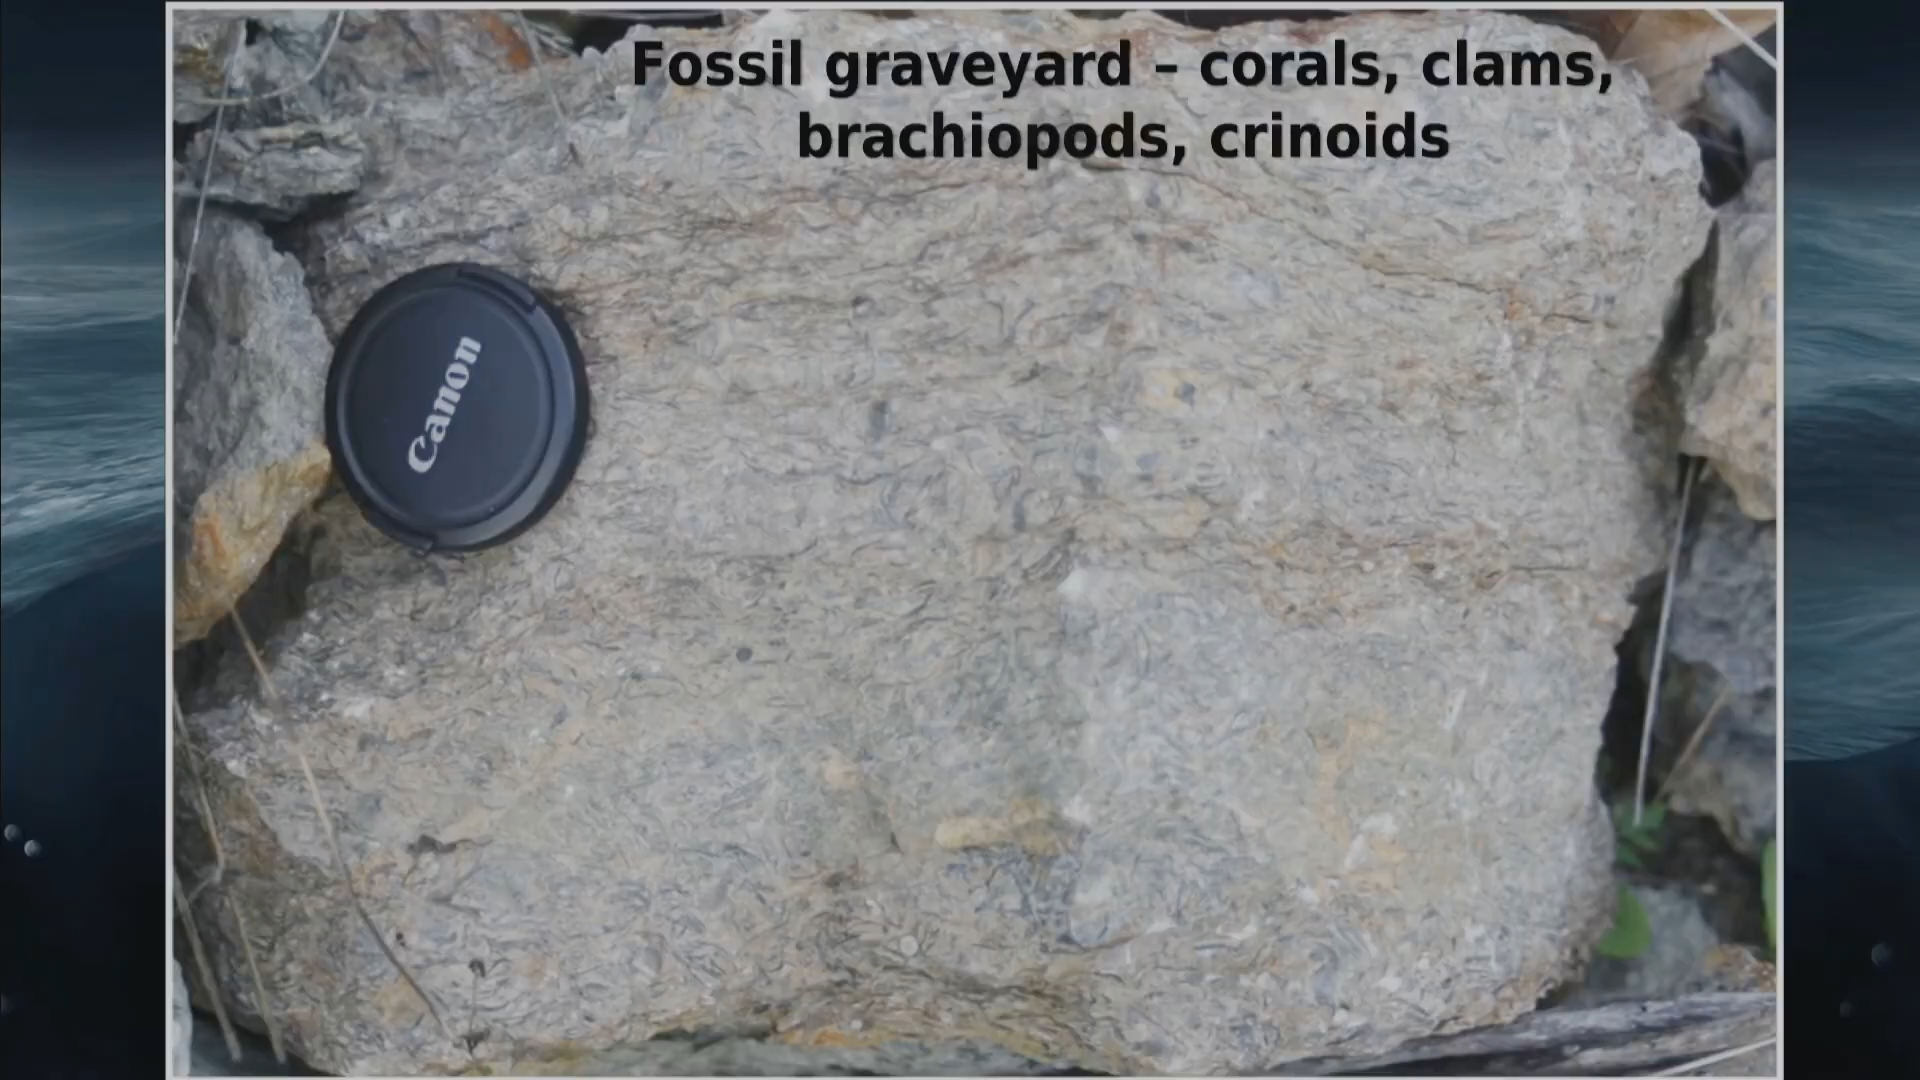 Fossil graveyard – corals, clams,
brachiopods, crinoids
Canon